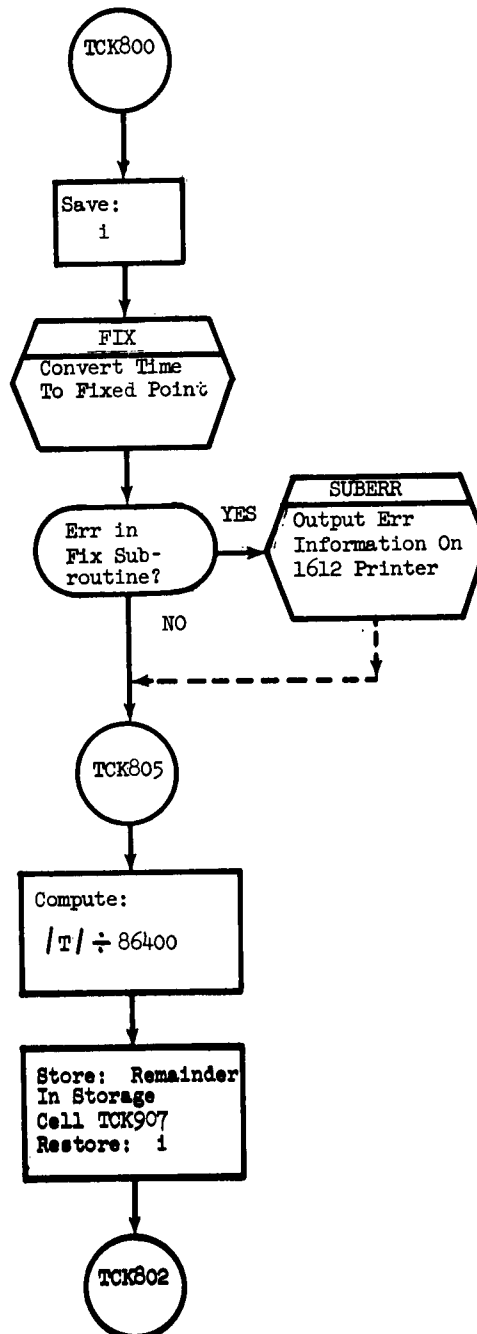 TCK800
Save:
i
FIX
Convert Time
To Fixed Point
Err in
Fix Sub-
routine?
YES
SUBERR
Output Err
Information On
1612 Printer
NO
TCK805
Compute:
/T/ ÷ 86400
Store: Remainder
In Storage
Cell TCK907
Restore: i
TCK802